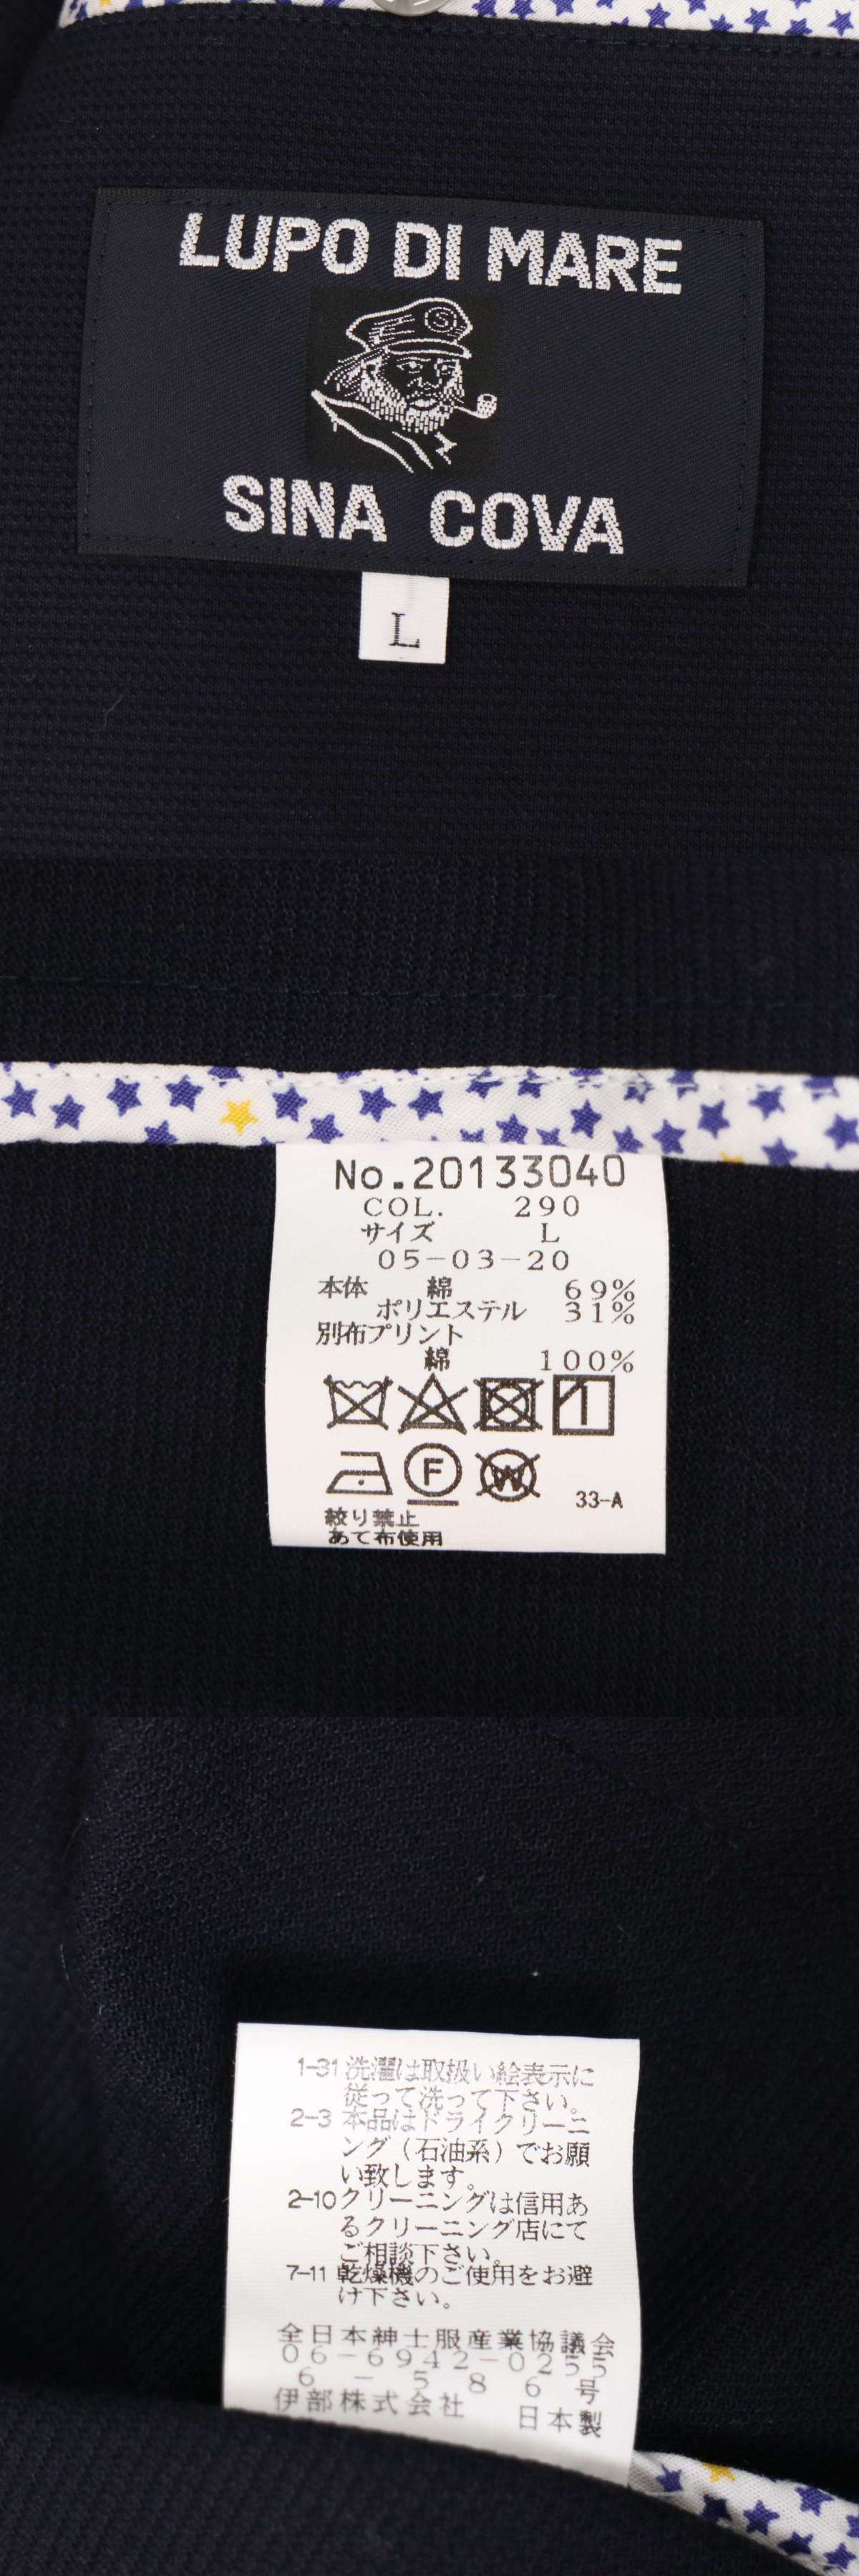 LUPO DI MARE
SINA COVA
L
No.20133040
COL. 290
サイズ L
05-03-20
本体 綿 69%
ポリエステル 31%
別布プリント
綿 100%
1
F
W
33-A
絞り禁止
あて布使用
1-31 洗濯は取扱い絵表示に
従って洗って下さい。
2-3 本品はドライクリーニ
ング（石油系）でお願
い致します。
2-10 クリーニングは信用あ
るクリーニング店にて
ご相談下さい。
7-11 乾燥機のご使用をお避
け下さい。
全日本紳士服産業協議会
06-6942-0255
6-586号
伊部株式会社 日本製